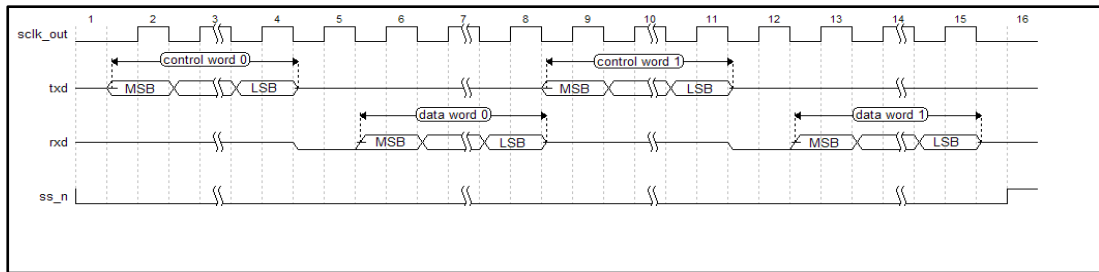 1 2 3 4 5 6 7 8 9 10 11 12 13 14 15 16
sclk_out
control word 0 control word 1
txd MSB LSB MSB LSB
data word 0 data word 1
rxd MSB LSB MSB LSB
ss_n